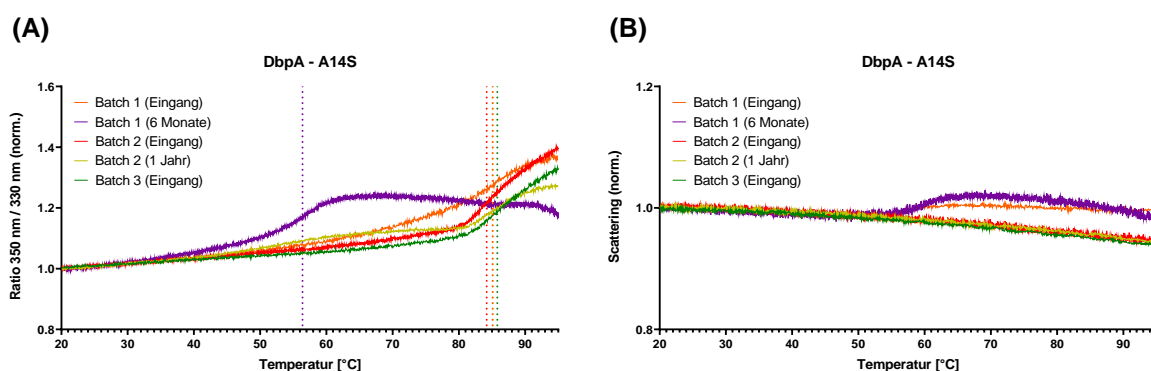 (A)
DbpA - A14S
Ratio 350 nm / 330 nm (norm.)
1.6
1.4
1.2
1.0
0.8
Batch 1 (Eingang)
Batch 1 (6 Monate)
Batch 2 (Eingang)
Batch 2 (1 Jahr)
Batch 3 (Eingang)
20 30 40 50 60 70 80 90
Temperatur [°C]
(B)
DbpA - A14S
Scattering (norm.)
1.2
1.0
0.8
Batch 1 (Eingang)
Batch 1 (6 Monate)
Batch 2 (Eingang)
Batch 2 (1 Jahr)
Batch 3 (Eingang)
20 30 40 50 60 70 80 90
Temperatur [°C]